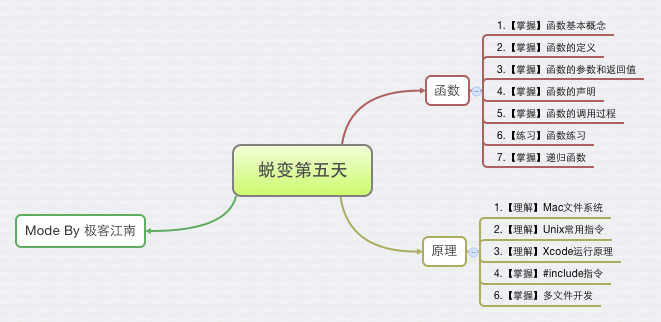 1.【掌握】函数基本概念
2.【掌握】函数的定义
3.【掌握】函数的参数和返回值
函数
4.【掌握】函数的声明
5.【掌握】函数的调用过程
6.【练习】函数练习
7.【掌握】递归函数
蜕变第五天
Mode By 极客江南
1.【理解】Mac文件系统
2.【理解】Unix常用指令
原理
3.【理解】Xcode运行原理
4.【掌握】#include指令
6.【掌握】多文件开发